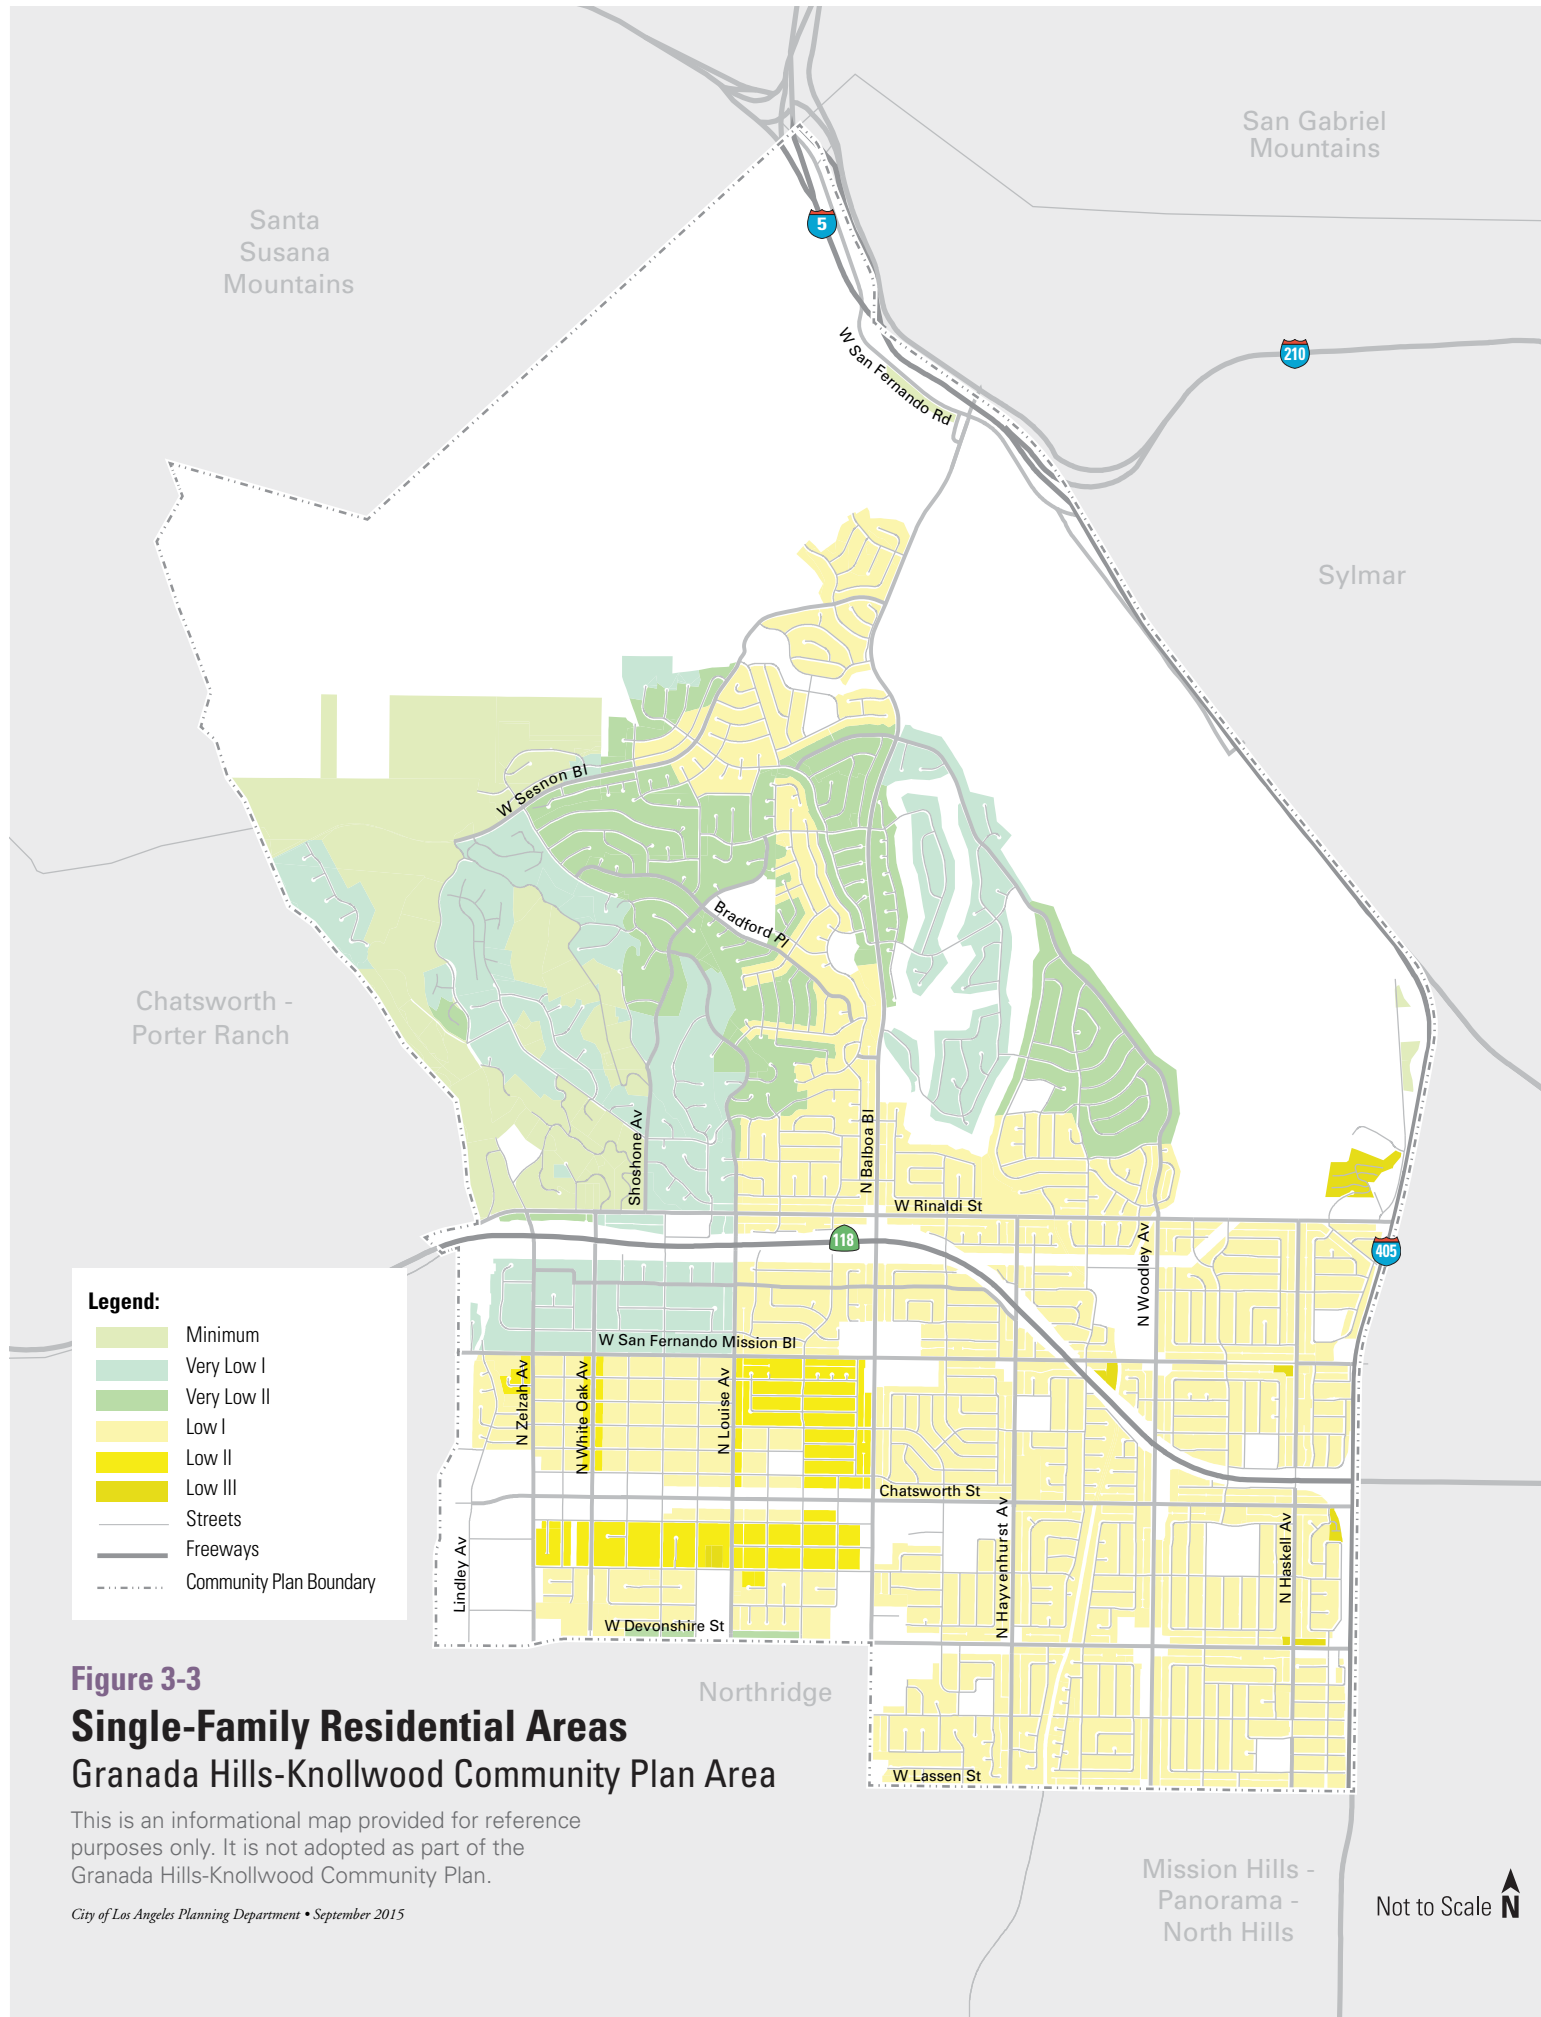 San Gabriel
Mountains
Santa
Susana
Mountains
5
W San Fernando Rd
210
Sylmar
W Sesnon Bl
Bradford Pl
Chatsworth -
Porter Ranch
Shoshone Av
N Balboa Bl
W Rinaldi St
118
N Woodley Av
405
Legend:
Minimum
Very Low I
Very Low II
Low I
Low II
Low III
Streets
Freeways
Community Plan Boundary
W San Fernando Mission Bl
N Zelzah Av
N White Oak Av
N Louise Av
Chatsworth St
Lindley Av
N Hayvenhurst Av
N Haskell Av
W Devonshire St
Northridge
W Lassen St
Figure 3-3
Single-Family Residential Areas
Granada Hills-Knollwood Community Plan Area
This is an informational map provided for reference
purposes only. It is not adopted as part of the
Granada Hills-Knollwood Community Plan.
City of Los Angeles Planning Department • September 2015
Mission Hills -
Panorama -
North Hills
Not to Scale N